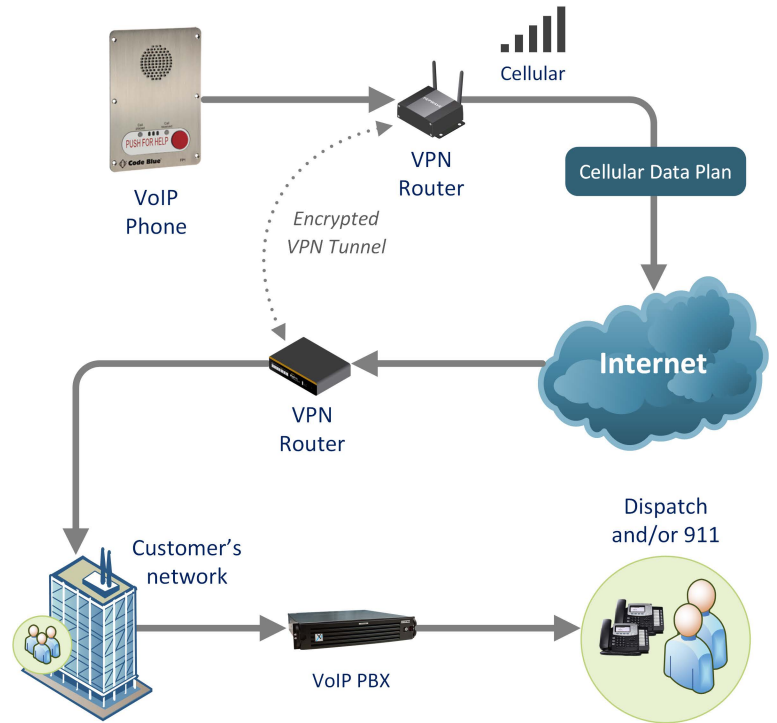 Cellular
PUSH FOR HELP
Code Blue
VoIP
Phone
VPN
Router
Cellular Data Plan
Encrypted
VPN Tunnel
Internet
VPN
Router
Customer's
network
Dispatch
and/or 911
VoIP PBX